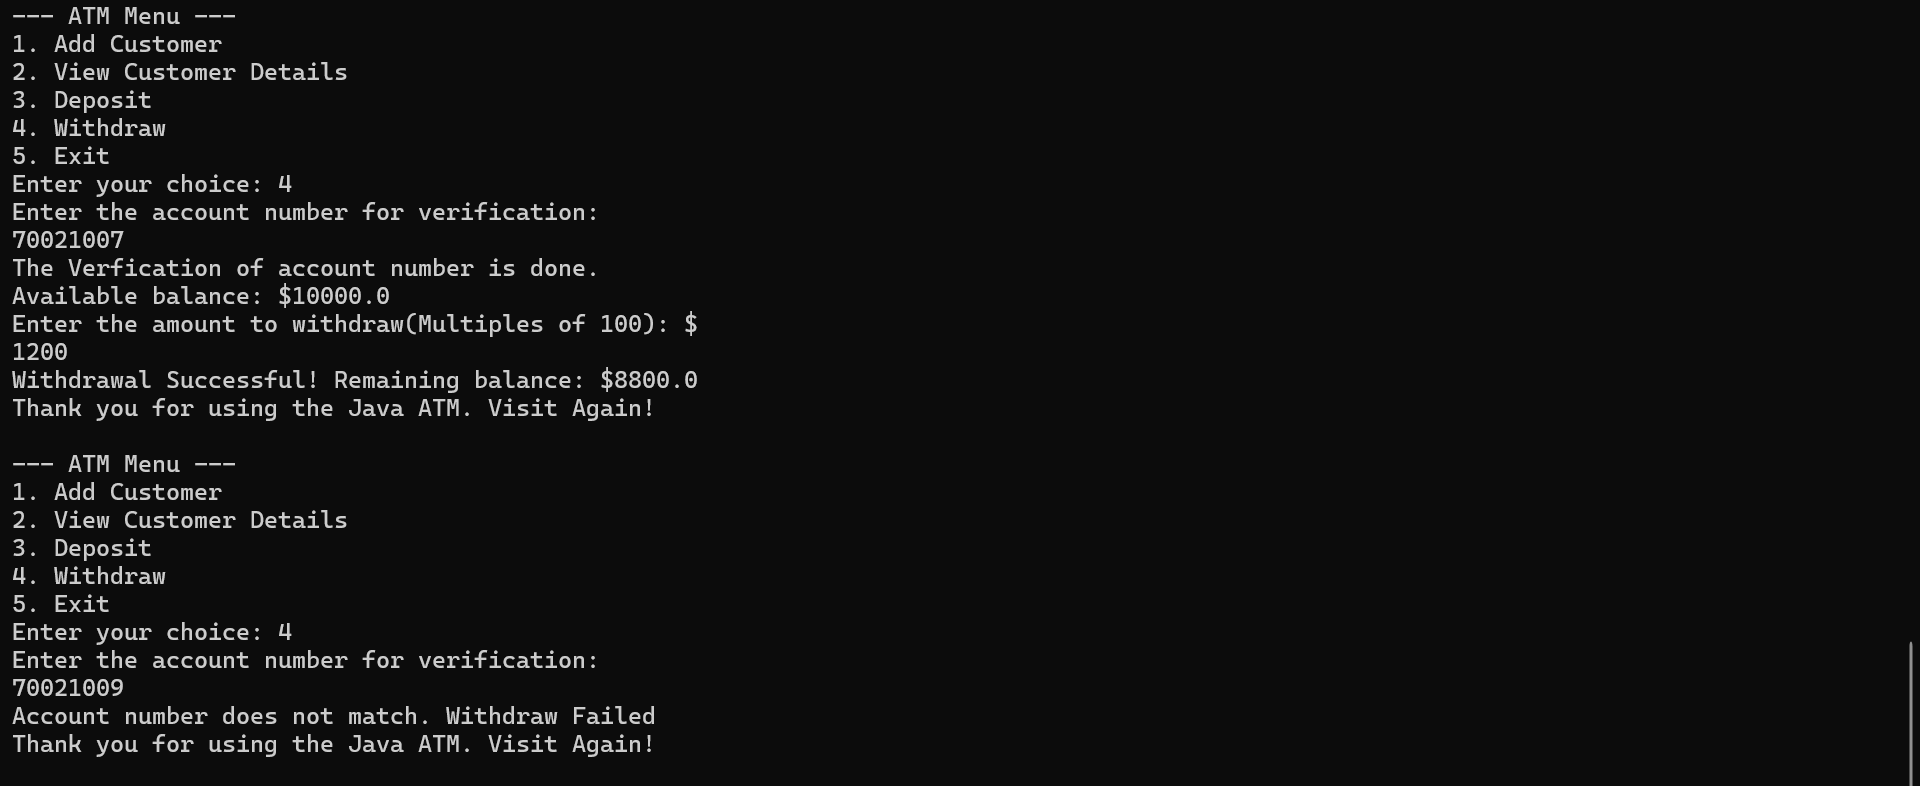 --- ATM Menu ---
1. Add Customer
2. View Customer Details
3. Deposit
4. Withdraw
5. Exit
Enter your choice: 4
Enter the account number for verification:
70021007
The Verfication of account number is done.
Available balance: $10000.0
Enter the amount to withdraw(Multiples of 100): $
1200
Withdrawal Successful! Remaining balance: $8800.0
Thank you for using the Java ATM. Visit Again!

--- ATM Menu ---
1. Add Customer
2. View Customer Details
3. Deposit
4. Withdraw
5. Exit
Enter your choice: 4
Enter the account number for verification:
70021009
Account number does not match. Withdraw Failed
Thank you for using the Java ATM. Visit Again!